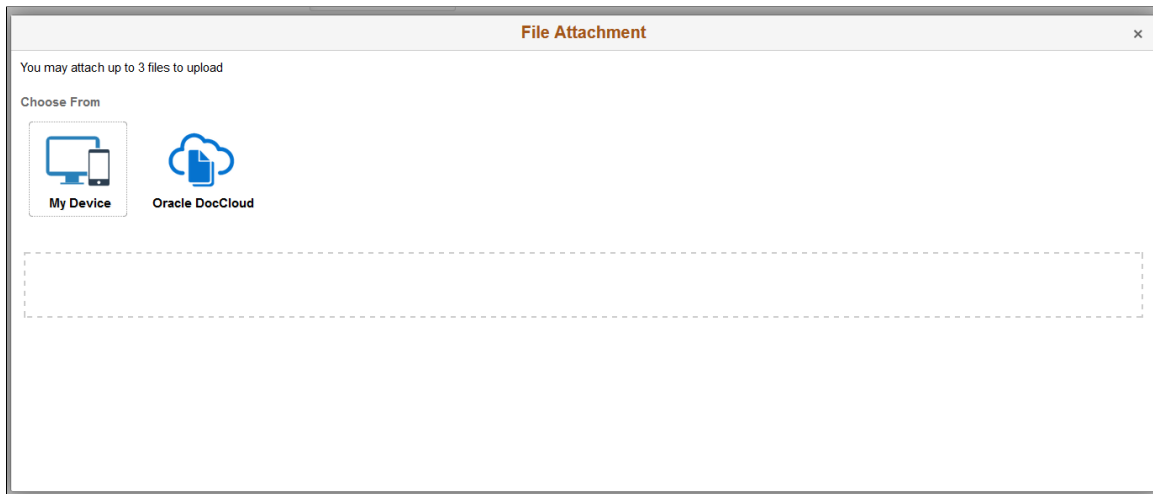 File Attachment
×
You may attach up to 3 files to upload
Choose From
My Device
Oracle DocCloud